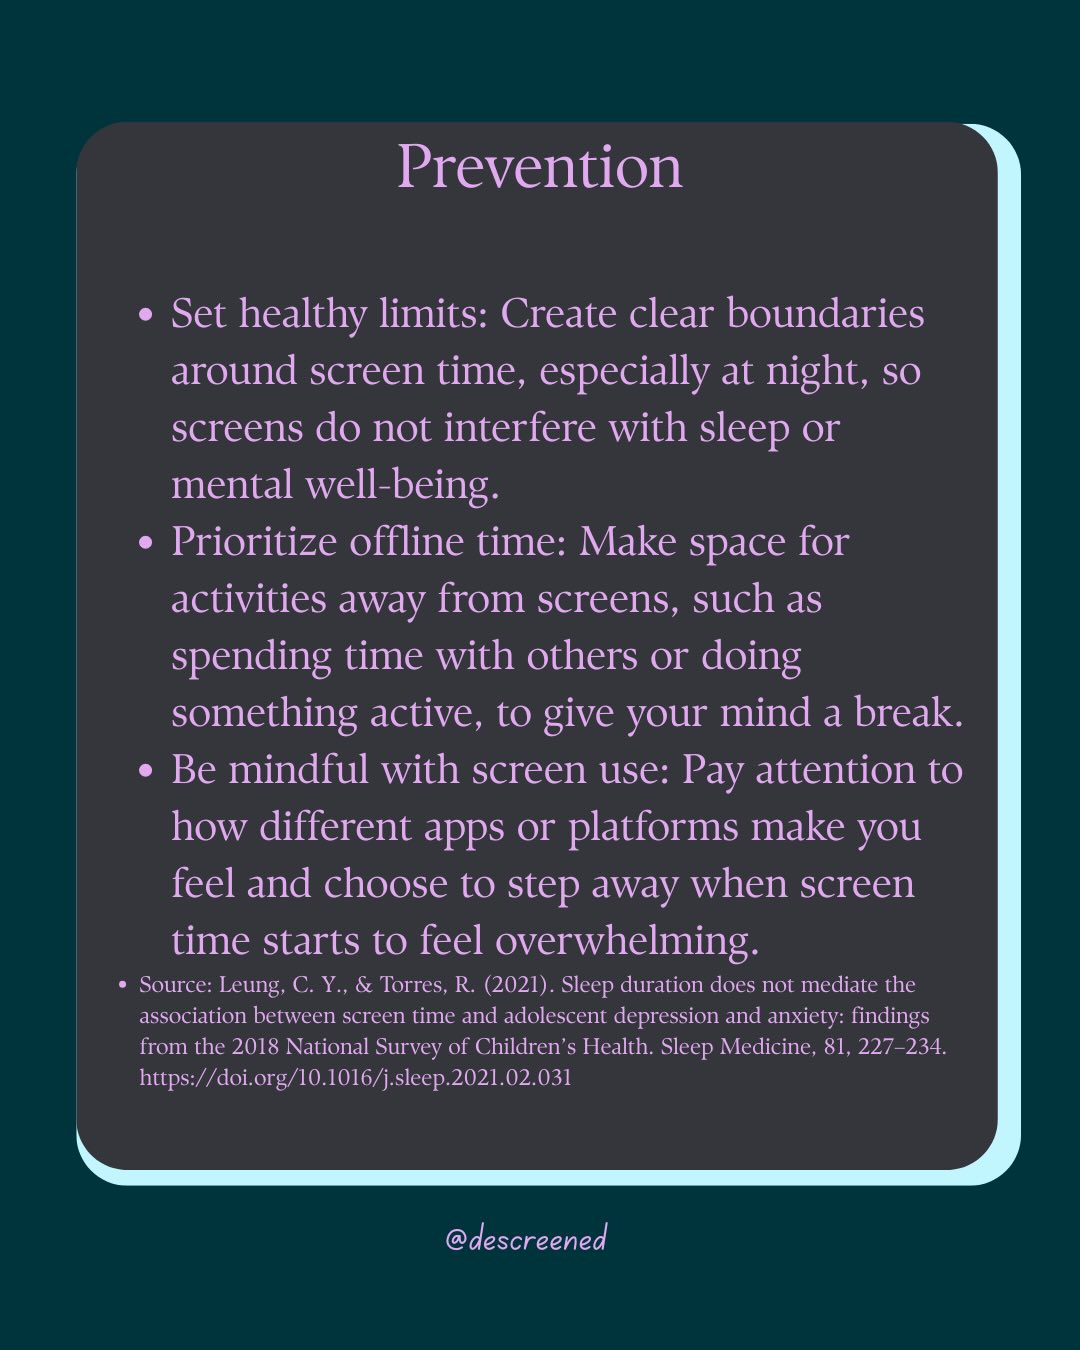 Prevention
• Set healthy limits: Create clear boundaries
around screen time, especially at night, so
screens do not interfere with sleep or
mental well-being.
• Prioritize offline time: Make space for
activities away from screens, such as
spending time with others or doing
something active, to give your mind a break.
• Be mindful with screen use: Pay attention to
how different apps or platforms make you
feel and choose to step away when screen
time starts to feel overwhelming.
• Source: Leung, C. Y., & Torres, R. (2021). Sleep duration does not mediate the
association between screen time and adolescent depression and anxiety: findings
from the 2018 National Survey of Children’s Health. Sleep Medicine, 81, 227–234.
https://doi.org/10.1016/j.sleep.2021.02.031
@descreened